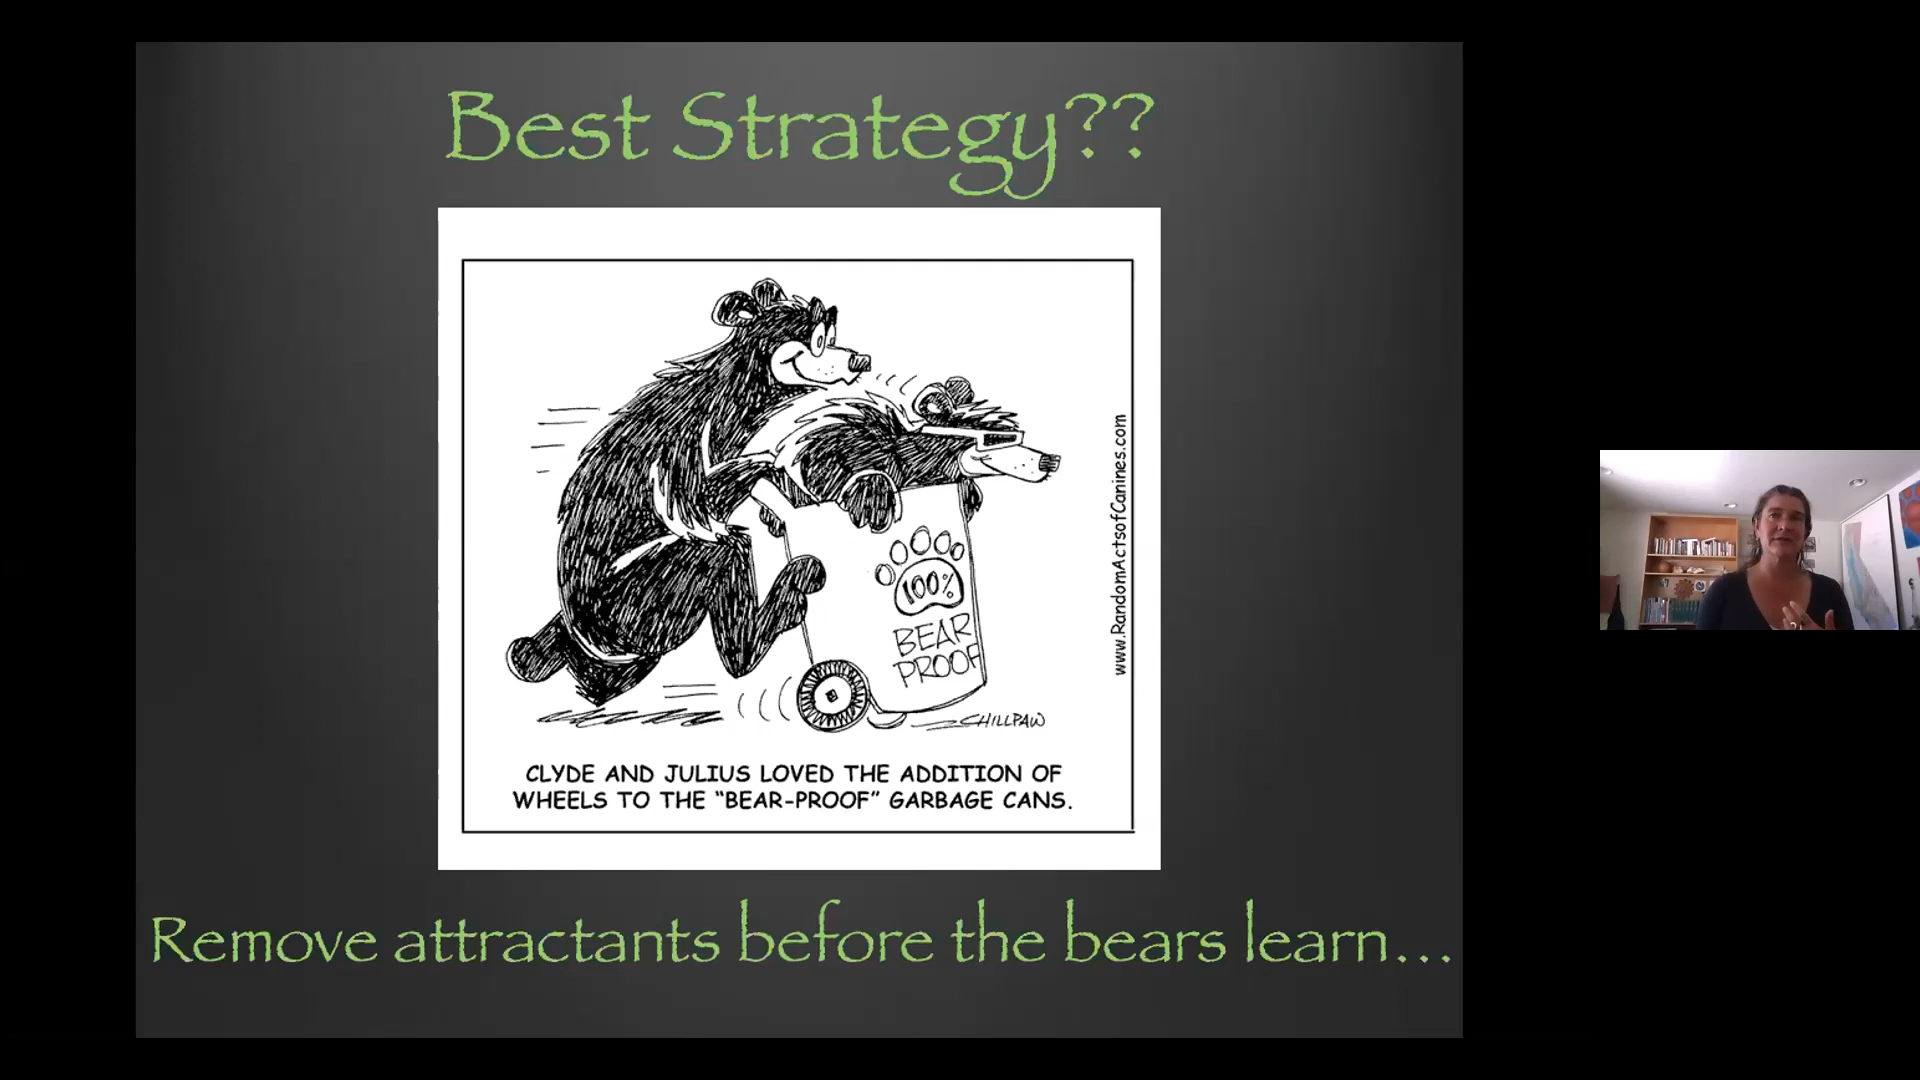 Best Strategy??
100%
BEAR
PROOF
CHILLPAW
www.RandomActsofCanines.com
CLYDE AND JULIUS LOVED THE ADDITION OF
WHEELS TO THE “BEAR-PROOF” GARBAGE CANS.
Remove attractants before the bears learn...